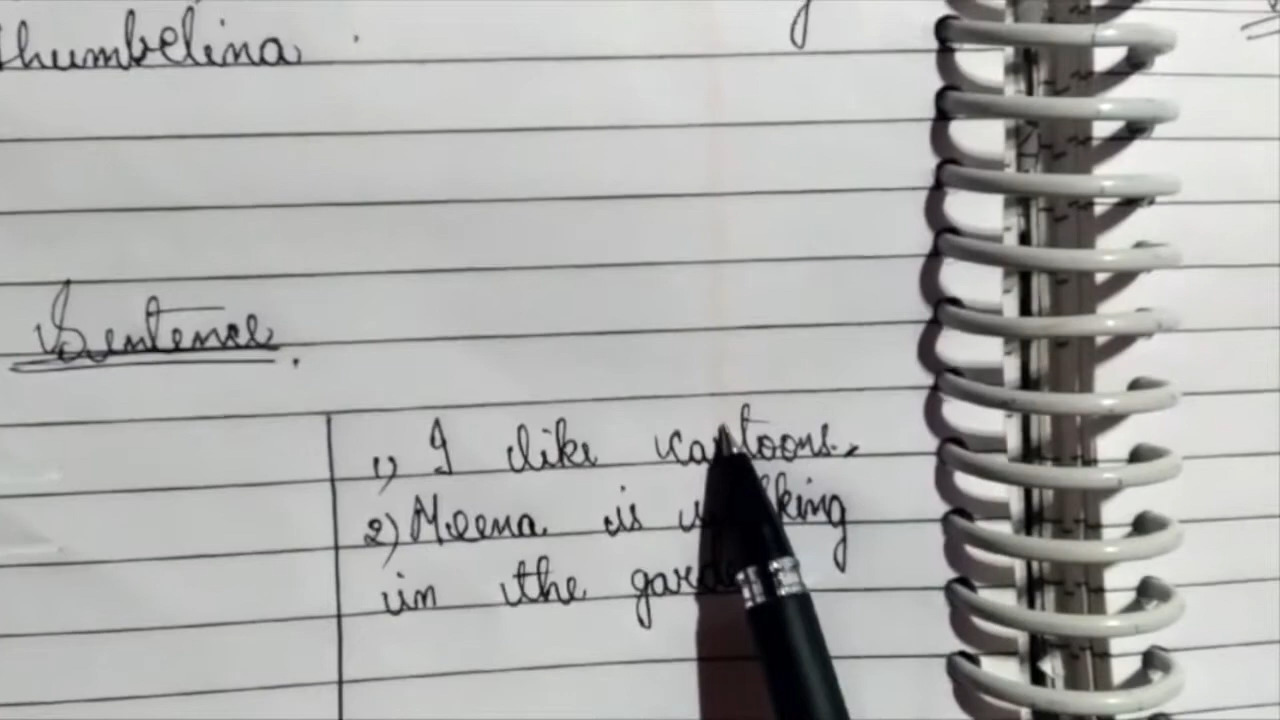 humbelina
Sentence.
1) I like cartoons.
2) Meena is
in the